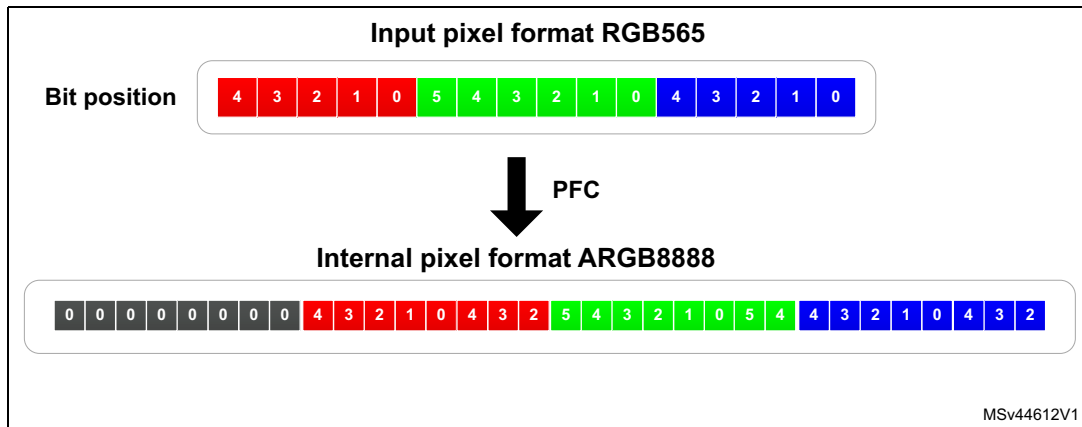 Input pixel format RGB565
Bit position 4 3 2 1 0 5 4 3 2 1 0 4 3 2 1 0
PFC
Internal pixel format ARGB8888
0 0 0 0 0 0 0 0 4 3 2 1 0 4 3 2 5 4 3 2 1 0 5 4 4 3 2 1 0 4 3 2
MSv44612V1